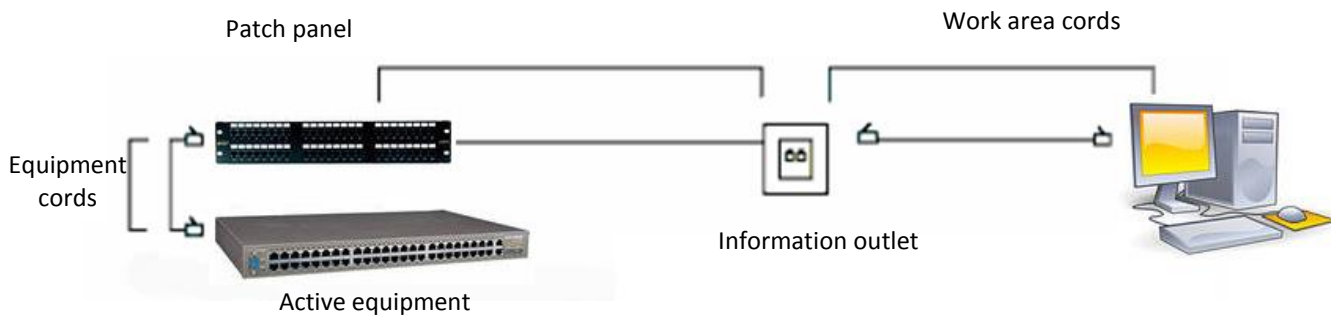 Patch panel
Work area cords
Equipment
cords
Information outlet
Active equipment